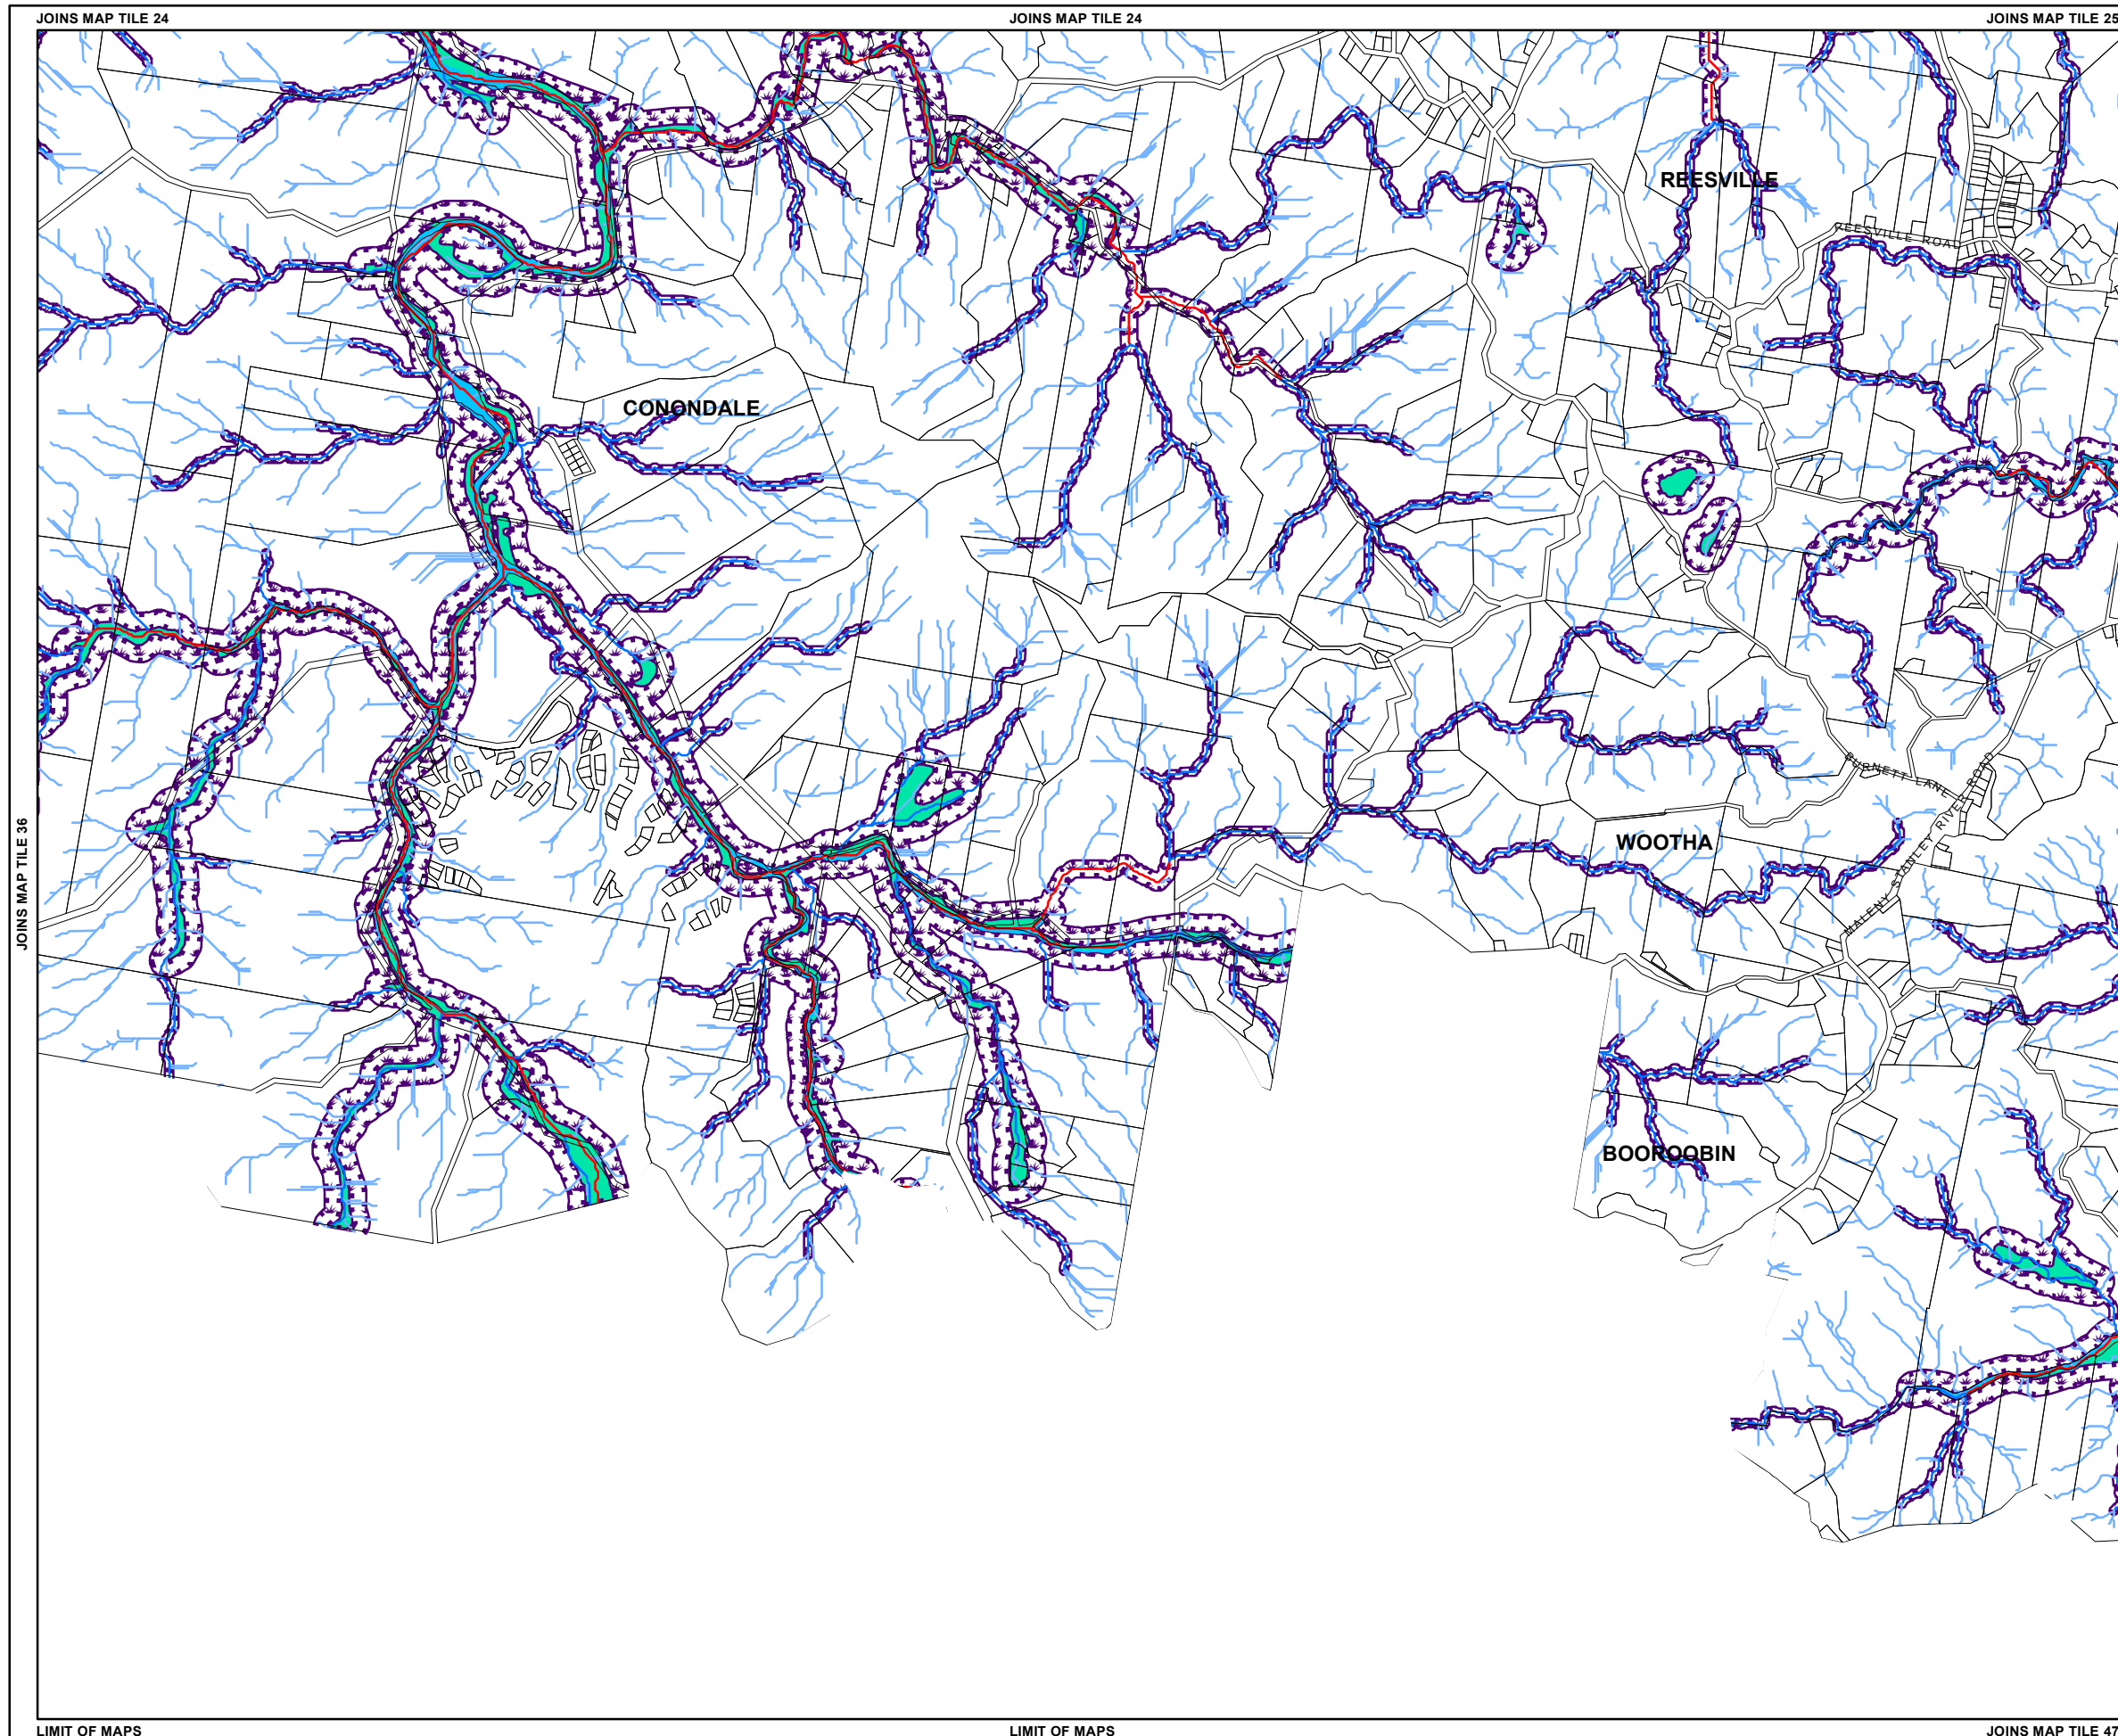 JOINS MAP TILE 24
JOINS MAP TILE 24
JOINS MAP TILE 25
REESVILLE
REESVILLE ROAD
CONONDALE
BURNETT LANE
MALENY STANLEY RIVER ROAD
WOOTHA
JOINS MAP TILE 36
BOOROOBIN
LIMIT OF MAPS
LIMIT OF MAPS
JOINS MAP TILE 47